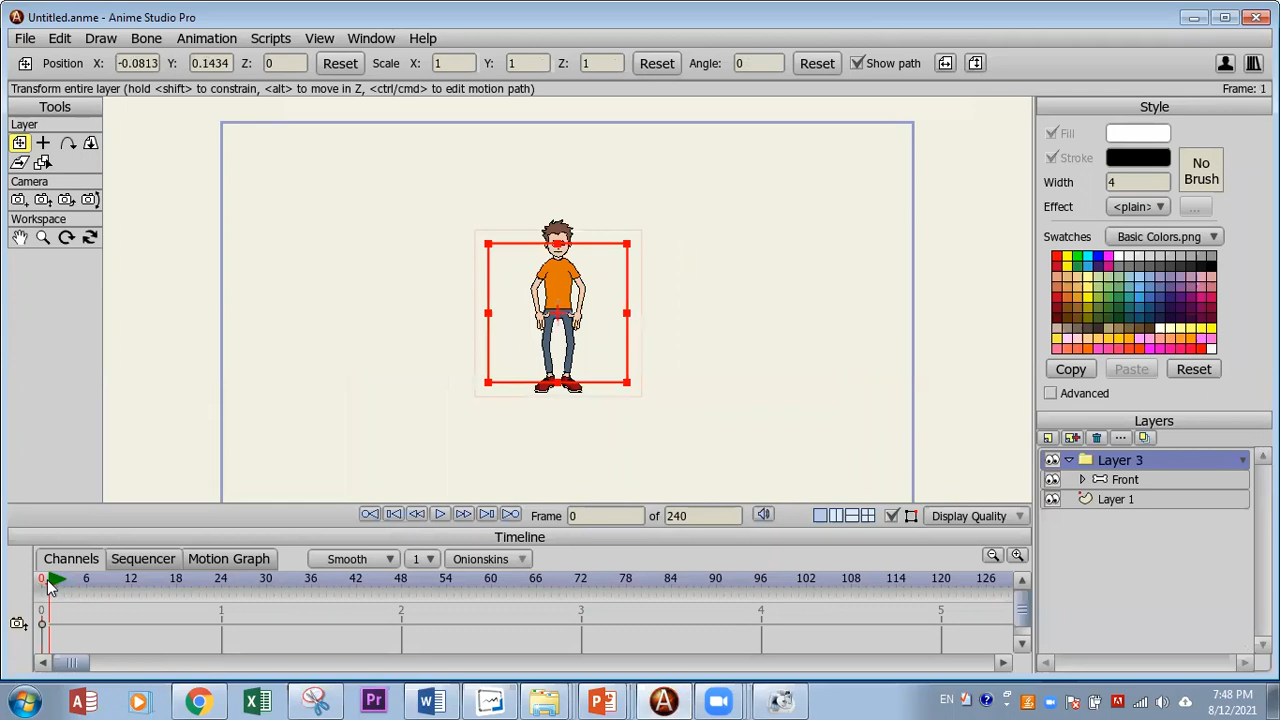 Untitled.anme - Anime Studio Pro
File Edit Draw Bone Animation Scripts View Window Help
Position X: -0.0813 Y: 0.1434 Z: 0 Reset Scale X: 1 Y: 1 Z: 1 Reset Angle: 0 Reset Show path
Transform entire layer (hold <shift> to constrain, <alt> to move in Z, <ctrl/cmd> to edit motion path) Frame: 1
Tools
Layer
Camera
Workspace
Style
Fill
Stroke
No
Brush
Width 4
Effect <plain> ...
Swatches Basic Colors.png
Copy Paste Reset
Advanced
Layers
Layer 3
Front
Layer 1
Frame 0 of 240 Display Quality
Timeline
Channels Sequencer Motion Graph Smooth 1 Onionskins
0 6 12 18 24 30 36 42 48 54 60 66 72 78 84 90 96 102 108 114 120 126
0 1 2 3 4 5
EN 7:48 PM
8/12/2021